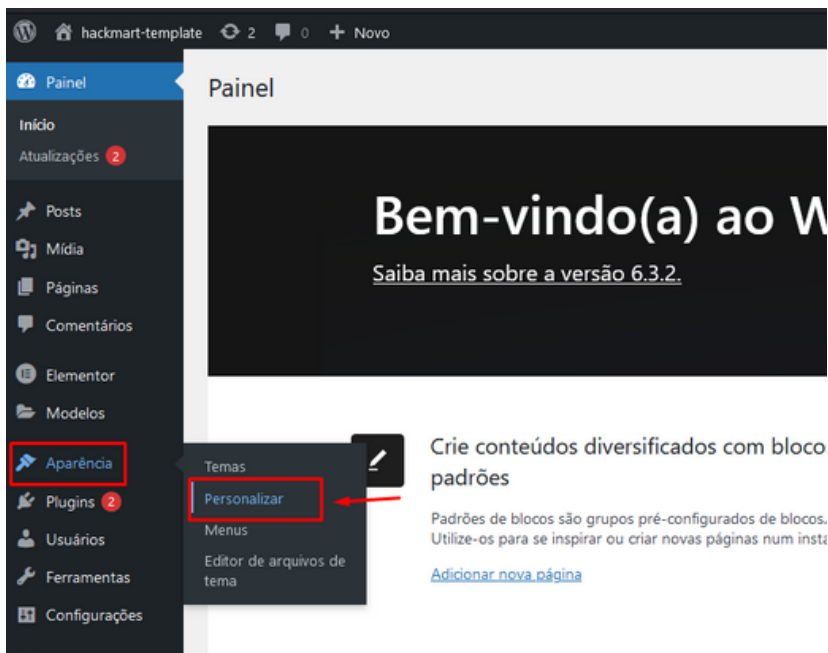 hackmart-template 2 0 + Novo
Painel
Início
Atualizações 2
Posts
Mídia
Páginas
Comentários
Elementor
Modelos
Aparência
Plugins 2
Usuários
Ferramentas
Configurações
Temas
Personalizar
Menus
Editor de arquivos de
tema
Painel
Bem-vindo(a) ao
Saiba mais sobre a versão 6.3.2.
Crie conteúdos diversificados com
padrões
Padrões de blocos são grupos pré-configurados de blocos.
Utilize-os para se inspirar ou criar novas páginas num
Adicionar nova página